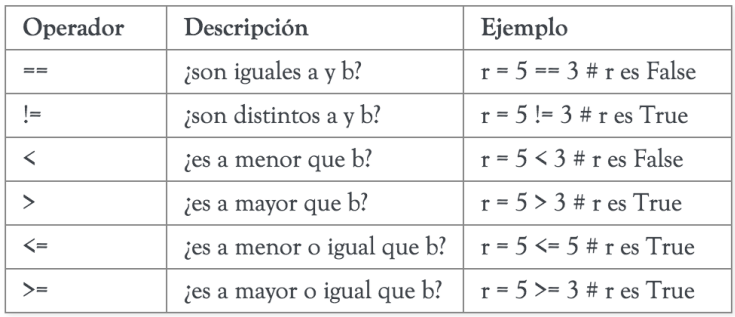 Operador Descripción Ejemplo
== ¿son iguales a y b? r = 5 == 3 # r es False
!= ¿son distintos a y b? r = 5 != 3 # r es True
< ¿es a menor que b? r = 5 < 3 # r es False
> ¿es a mayor que b? r = 5 > 3 # r es True
<= ¿es a menor o igual que b? r = 5 <= 5 # r es True
>= ¿es a mayor o igual que b? r = 5 >= 3 # r es True